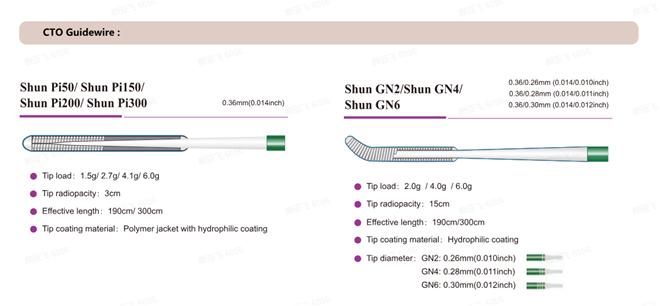 CTO Guidewire :
Shun Pi50/ Shun Pi150/
Shun Pi200/ Shun Pi300
0.36mm(0.014inch)
Tip load: 1.5g/ 2.7g/ 4.1g/ 6.0g
Tip radiopacity: 3cm
Effective length: 190cm/ 300cm
Tip coating material: Polymer jacket with hydrophilic coating
Shun GN2/Shun GN4/
Shun GN6
0.36/0.26mm (0.014/0.010inch)
0.36/0.28mm (0.014/0.011inch)
0.36/0.30mm (0.014/0.012inch)
Tip load: 2.0g / 4.0g / 6.0g
Tip radiopacity: 15cm
Effective length: 190cm/300cm
Tip coating material: Hydrophilic coating
Tip diameter: GN2: 0.26mm(0.010inch)
GN4: 0.28mm(0.011inch)
GN6: 0.30mm(0.012inch)